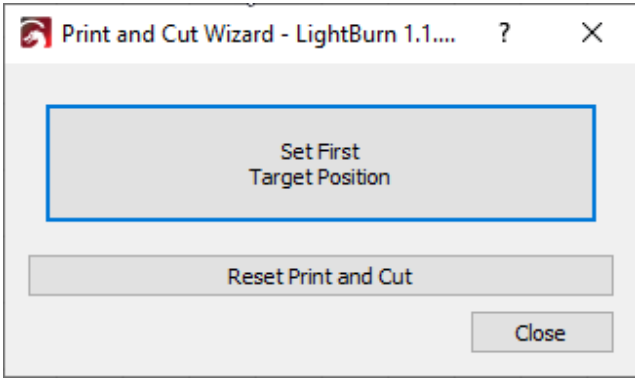 Print and Cut Wizard - LightBurn 1.1.... ?
Set First
Target Position
Reset Print and Cut
Close